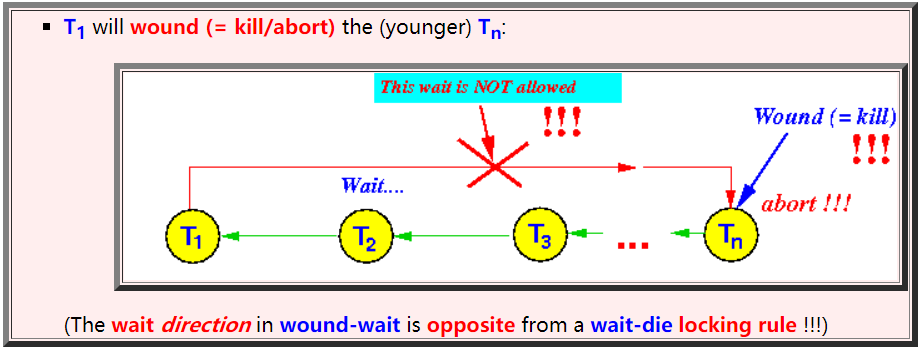 T1 will wound (= kill/abort) the (younger) Tn:
This wait is NOT allowed
!!!
Wound (= kill)
!!!
Wait....
abort !!!
T1 T2 T3 ... Tn
(The wait direction in wound-wait is opposite from a wait-die locking rule !!!)